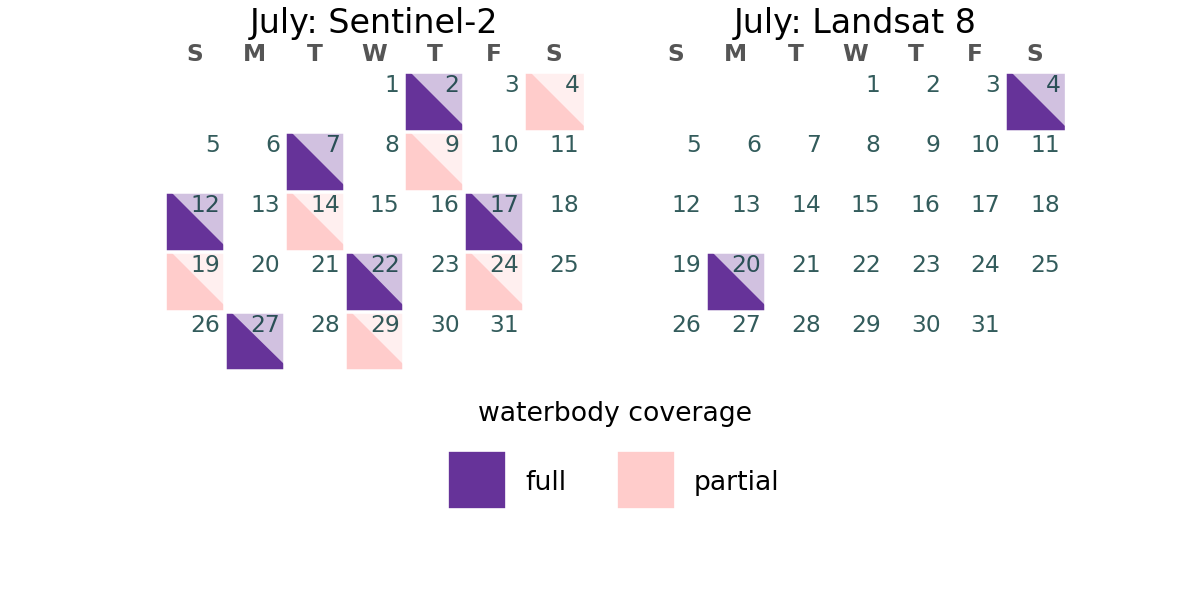 July: Sentinel-2
S M T W T F S
1 2 3 4
5 6 7 8 9 10 11
12 13 14 15 16 17 18
19 20 21 22 23 24 25
26 27 28 29 30 31
July: Landsat 8
S M T W T F S
1 2 3 4
5 6 7 8 9 10 11
12 13 14 15 16 17 18
19 20 21 22 23 24 25
26 27 28 29 30 31
waterbody coverage
full
partial